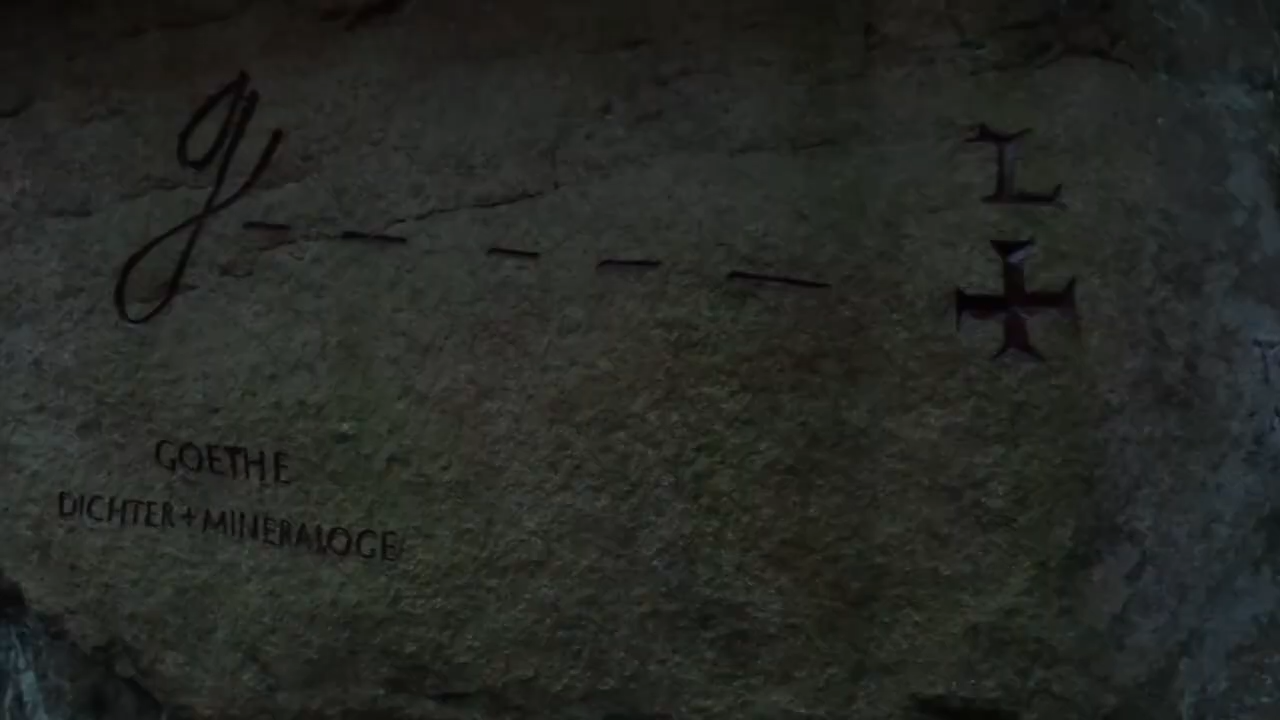 g - - - - - L
+
GOETHE
DICHTER + MINERALOGE